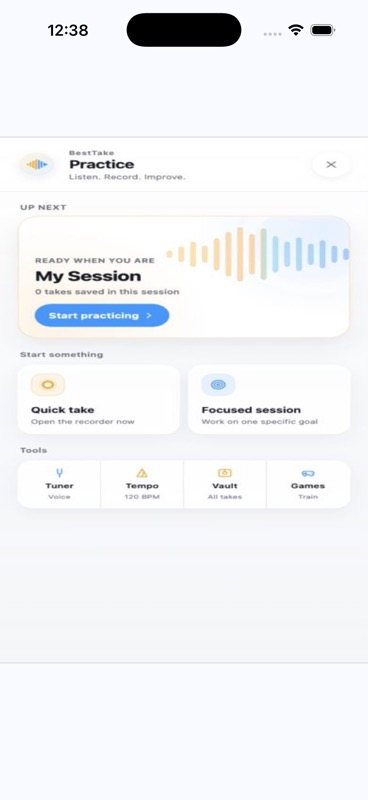 12:38
BestTake
Practice
Listen. Record. Improve.
UP NEXT
READY WHEN YOU ARE
My Session
0 takes saved in this session
Start practicing
Start something
Quick take
Open the recorder now
Focused session
Work on one specific goal
Tools
Tuner
Voice
Tempo
120 BPM
Vault
All takes
Games
Train